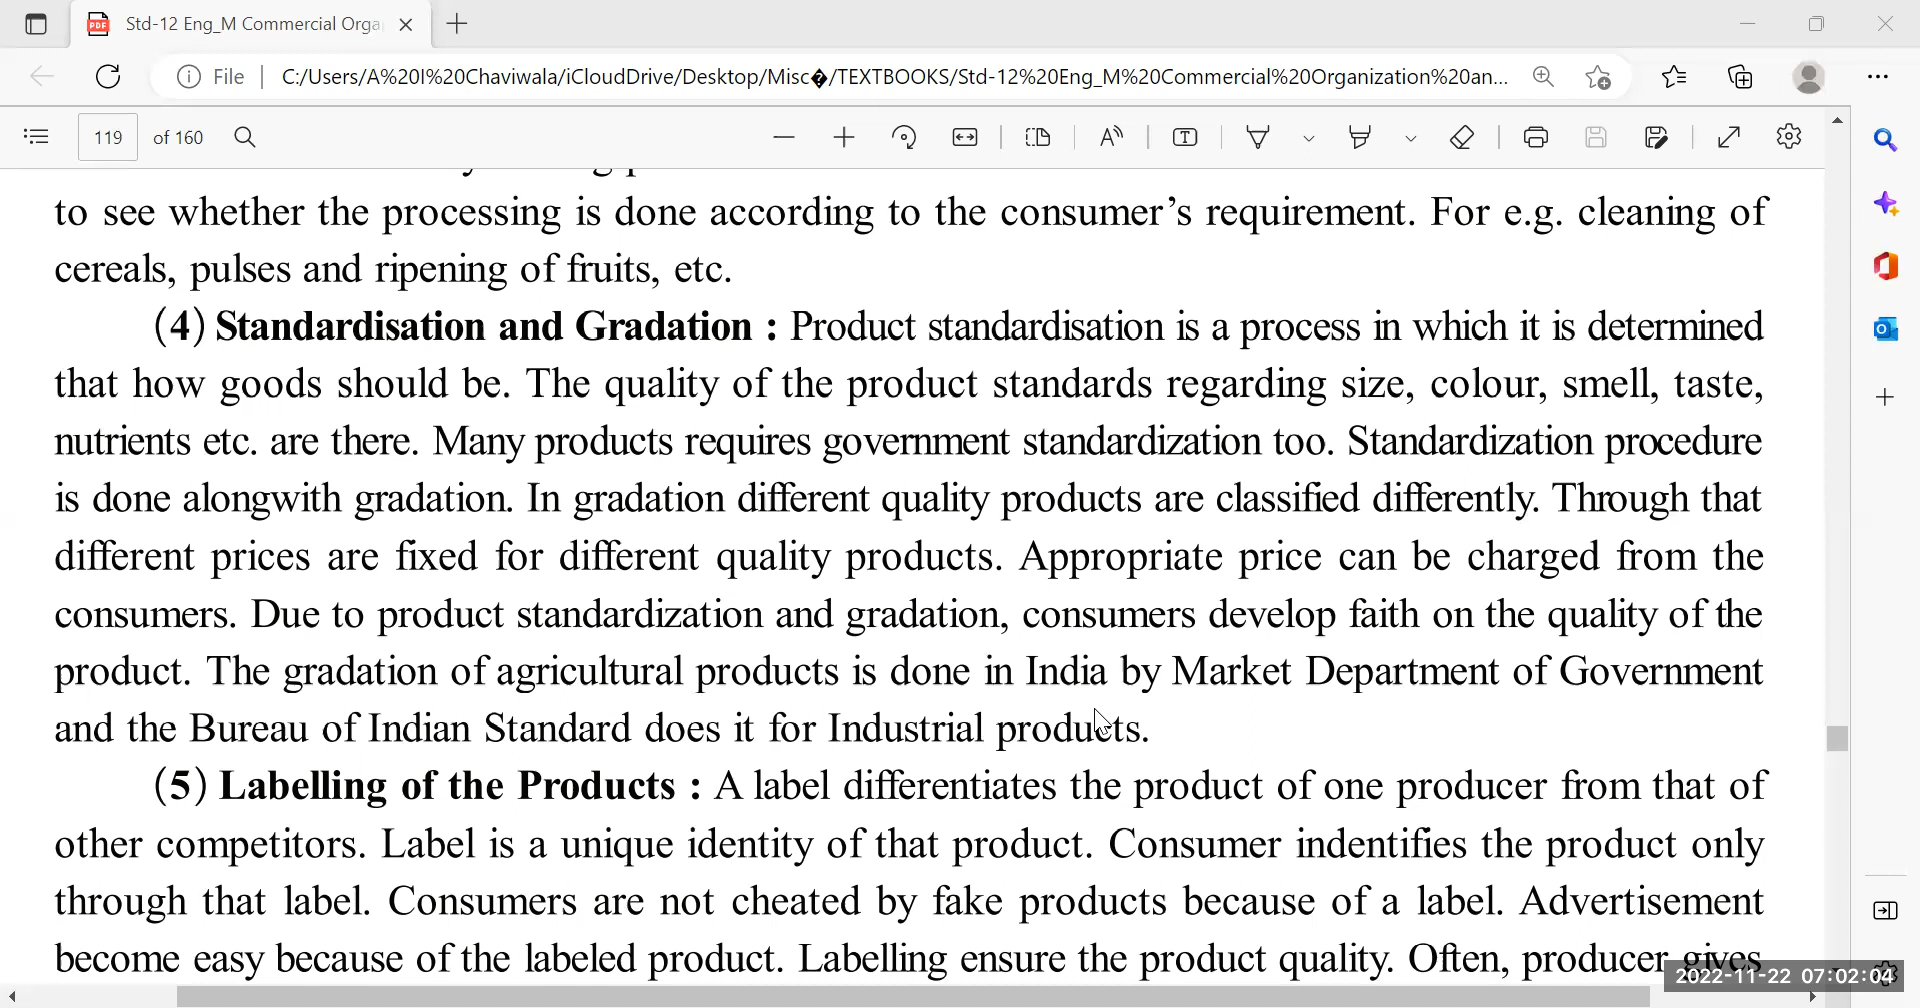 Std-12 Eng_M Commercial Orga
File
C:/Users/A%20I%20Chaviwala/iCloudDrive/Desktop/Misc�/TEXTBOOKS/Std-12%20Eng_M%20Commercial%20Organization%20an...
119 of 160
to see whether the processing is done according to the consumer's requirement. For e.g. cleaning of
cereals, pulses and ripening of fruits, etc.
(4) Standardisation and Gradation : Product standardisation is a process in which it is determined
that how goods should be. The quality of the product standards regarding size, colour, smell, taste,
nutrients etc. are there. Many products requires government standardization too. Standardization procedure
is done alongwith gradation. In gradation different quality products are classified differently. Through that
different prices are fixed for different quality products. Appropriate price can be charged from the
consumers. Due to product standardization and gradation, consumers develop faith on the quality of the
product. The gradation of agricultural products is done in India by Market Department of Government
and the Bureau of Indian Standard does it for Industrial products.
(5) Labelling of the Products : A label differentiates the product of one producer from that of
other competitors. Label is a unique identity of that product. Consumer indentifies the product only
through that label. Consumers are not cheated by fake products because of a label. Advertisement
become easy because of the labeled product. Labelling ensure the product quality. Often, producer gives
2022-11-22 07:02:04